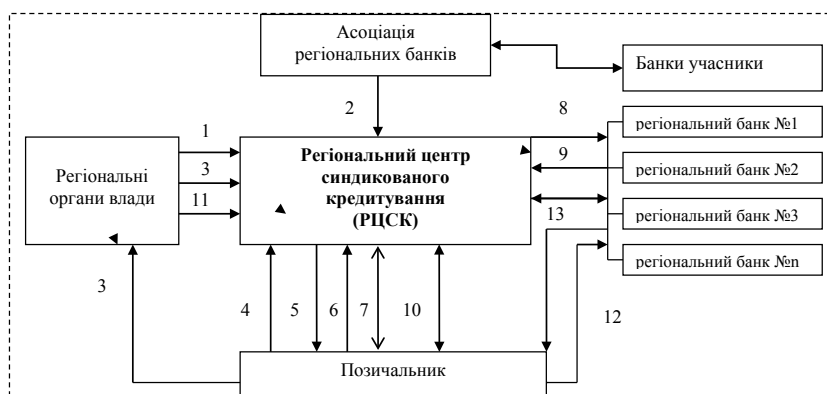 Асоціація
регіональних банків
Банки учасники
2
8
1
3
11
Регіональні
органи влади
Регіональний центр
синдикованого
кредитування
(РЦСК)
9
13
регіональний банк №1
регіональний банк №2
регіональний банк №3
регіональний банк №n
3
4
5
6
7
10
12
Позичальник